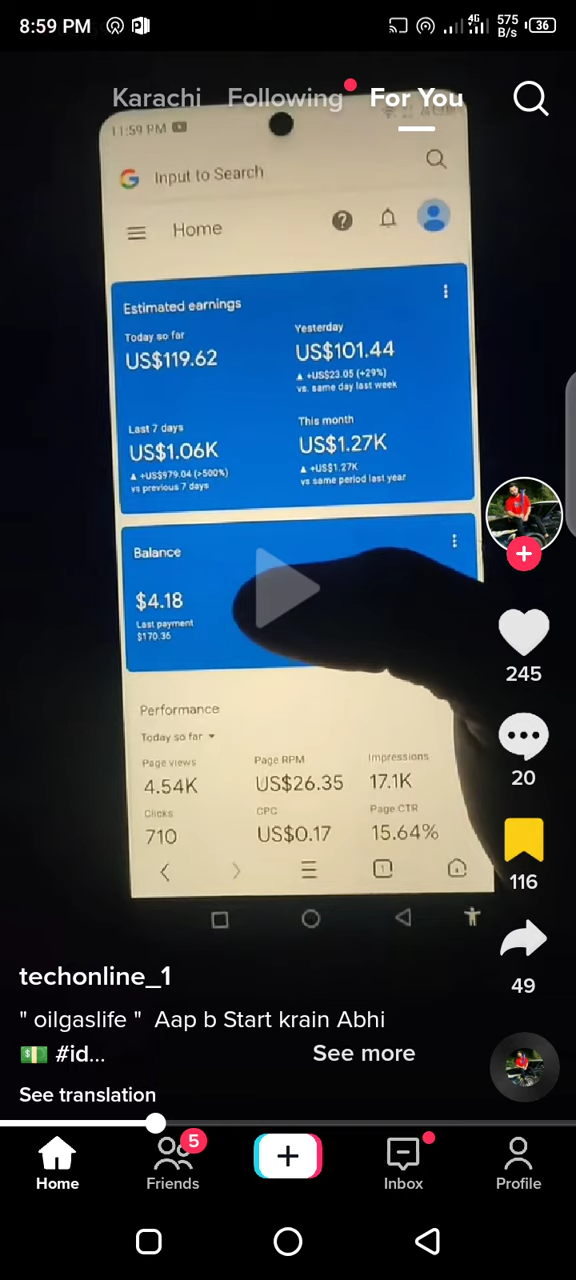 8:59 PM
4G
575
B/s
36
Karachi Following For You
11:59 PM
Input to Search
Home
Estimated earnings
Today so far
US$119.62
Yesterday
US$101.44
▲ +US$23.05 (+29%)
vs. same day last week
Last 7 days
US$1.06K
▲ +US$979.04 (>500%)
vs previous 7 days
This month
US$1.27K
▲ +US$1.27K
vs same period last year
Balance
$4.18
Last payment
$170.36
Performance
Today so far
Page views
4.54K
Page RPM
US$26.35
Impressions
17.1K
Clicks
710
CPC
US$0.17
Page CTR
15.64%
245
20
116
49
techonline_1
" oilgaslife " Aap b Start krain Abhi
💵 #id... See more
See translation
5
Home Friends Inbox Profile